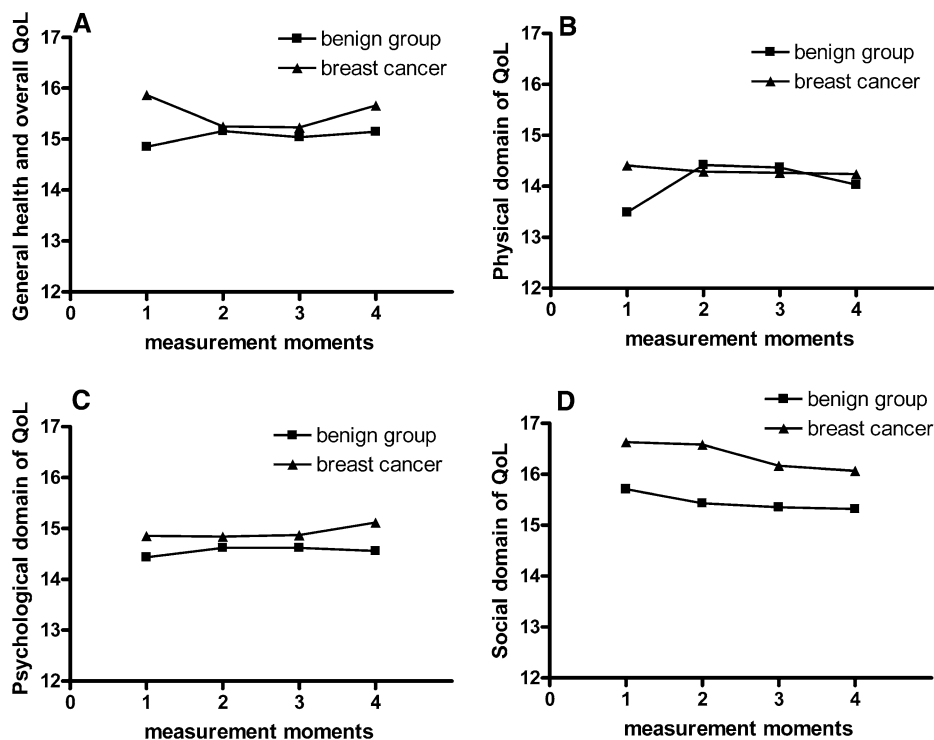 A
General health and overall QoL
17
16
15
14
13
12
0 1 2 3 4
measurement moments
benign group
breast cancer
B
Physical domain of QoL
17
16
15
14
13
12
0 1 2 3 4
measurement moments
benign group
breast cancer
C
Psychological domain of QoL
17
16
15
14
13
12
0 1 2 3 4
measurement moments
benign group
breast cancer
D
Social domain of QoL
17
16
15
14
13
12
0 1 2 3 4
measurement moments
benign group
breast cancer